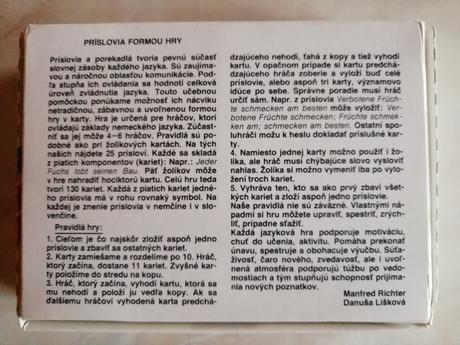 PRÍSLOVIA FORMOU HRY
Príslovia a porekadlá tvoria pevnú súčasť
slovnej zásoby každého jazyka. Sú zaujíma-
vou a náročnou oblasťou komunikácie. Pod-
ľa stupňa ich ovládania sa hodnotí celková
úroveň zvládnutia jazyka. Touto učebnou
pomôckou ponúkame možnosť ich nácviku
netradičnou, zábavnou a uvoľnenou formou
hry v karty. Hra je určená pre hráčov, ktorí
ovládajú základy nemeckého jazyka. Zúčast-
niť sa jej môže 4–6 hráčov. Pravidlá sú po-
dobné ako pri žolíkových kartách. Na tých
našich nájdete 25 prísloví. Každé sa skladá
z piatich komponentov (kariet): Napr.: Jeder
Fuchs lobt seinen Bau. Päť žolíkov môže
v hre nahradiť hociktorú kartu. Celú hru teda
tvorí 130 kariet. Každá z piatich kariet jedné-
ho príslovia má v rohu rovnaký symbol. Na
každej je znenie príslovia v nemčine i v slo-
venčine.
Pravidlá hry:
1. Cieľom je čo najskôr zložiť aspoň jedno
príslovie a zbaviť sa ostatných kariet.
2. Karty zamiešame a rozdelíme po 10. Hráč,
ktorý začína, dostane 11 kariet. Zvyšné kar-
ty položíme do stredu na kopu.
3. Hráč, ktorý začína, vyhodí kartu, ktorá sa
mu nehodí a položí ju vedľa kopy. Ak sa
ďalšiemu hráčovi vyhodená karta predchá-
dzajúceho nehodí, ťahá z kopy a tiež vyhodí
kartu. V opačnom prípade si kartu predchá-
dzajúceho hráča zoberie a vyloží buď celé
príslovie, alebo aspoň tri karty, významovo
idúce po sebe. Správne poradie musí hráč
určiť sám. Napr. z príslovia Verbotene Früch-
te schmecken am besten môže vyložiť: Ver-
botene Früchte schmecken; Früchte schmek-
ken am; schmecken am besten. Ostatní spo-
luhráči možu k hesiu dokladať príslušné kar-
ty.
4. Namiesto jednej karty možno použiť i žo-
líka, ale hráč musí chýbajúce slovo vysloviť
nahlas. Žolíka si možno vymeniť iba po vylo-
žení troch kariet.
5. Vyhráva ten, kto sa ako prvý zbaví všet-
kých kariet a zloží aspoň jedno príslovie.
Naše pravidlá nie sú záväzné. Vlastnými ná-
padmi si hru môžete upraviť, spestriť, zrých-
liť, prípadne sťažiť.
Každá jazyková hra podporuje motiváciu,
chuť do učenia, aktivitu. Pomáha prekonať
únavu, spestruje a obohacuje výučbu. Súťa-
živosť, čaro nového, zvedavosť, ale i uvoľ-
nená atmosféra podporujú túžbu po vedo-
mostiach a tým stupňujú schopnosť prijíma-
nia nových poznatkov.
Manfred Richter
Danuša Lišková